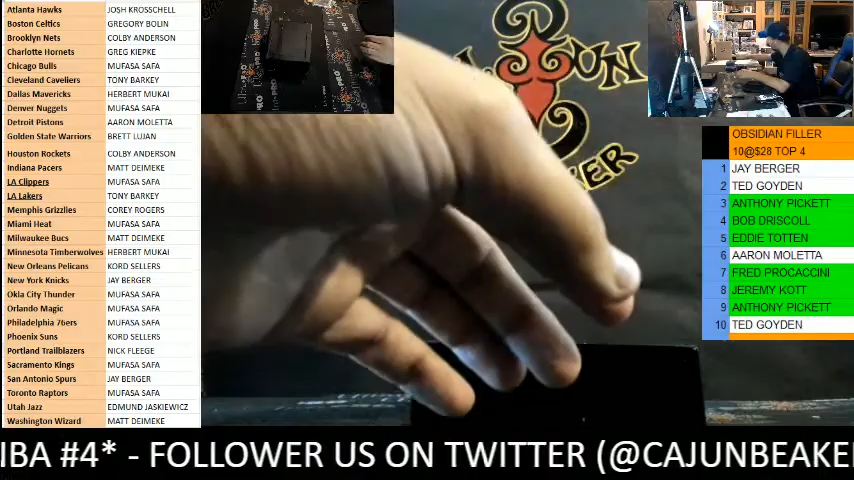 Atlanta Hawks JOSH KROSSCHELL
Boston Celtics GREGORY BOLIN
Brooklyn Nets COLBY ANDERSON
Charlotte Hornets GREG KIEPKE
Chicago Bulls MUFASA SAFA
Cleveland Cavaliers TONY BARKEY
Dallas Mavericks HERBERT MUKAI
Denver Nuggets MUFASA SAFA
Detroit Pistons AARON MOLETTA
Golden State Warriors BRETT LUJAN
Houston Rockets COLBY ANDERSON
Indiana Pacers MATT DEIMEKE
LA Clippers MUFASA SAFA
LA Lakers TONY BARKEY
Memphis Grizzlies COREY ROGERS
Miami Heat MUFASA SAFA
Milwaukee Bucs MATT DEIMEKE
Minnesota Timberwolves HERBERT MUKAI
New Orleans Pelicans KORD SELLERS
New York Knicks JAY BERGER
Okla City Thunder MUFASA SAFA
Orlando Magic MUFASA SAFA
Philadelphia 76ers MUFASA SAFA
Phoenix Suns KORD SELLERS
Portland Trailblazers NICK FLEEGE
Sacramento Kings MUFASA SAFA
San Antonio Spurs JAY BERGER
Toronto Raptors MUFASA SAFA
Utah Jazz EDMUND JASKIEWICZ
Washington Wizard MATT DEIMEKE
OBSIDIAN FILLER
10@$28 TOP 4
1 JAY BERGER
2 TED GOYDEN
3 ANTHONY PICKETT
4 BOB DRISCOLL
5 EDDIE TOTTEN
6 AARON MOLETTA
7 FRED PROCACCINI
8 JEREMY KOTT
9 ANTHONY PICKETT
10 TED GOYDEN
NBA #4* - FOLLOWER US ON TWITTER (@CAJUNBEAKE